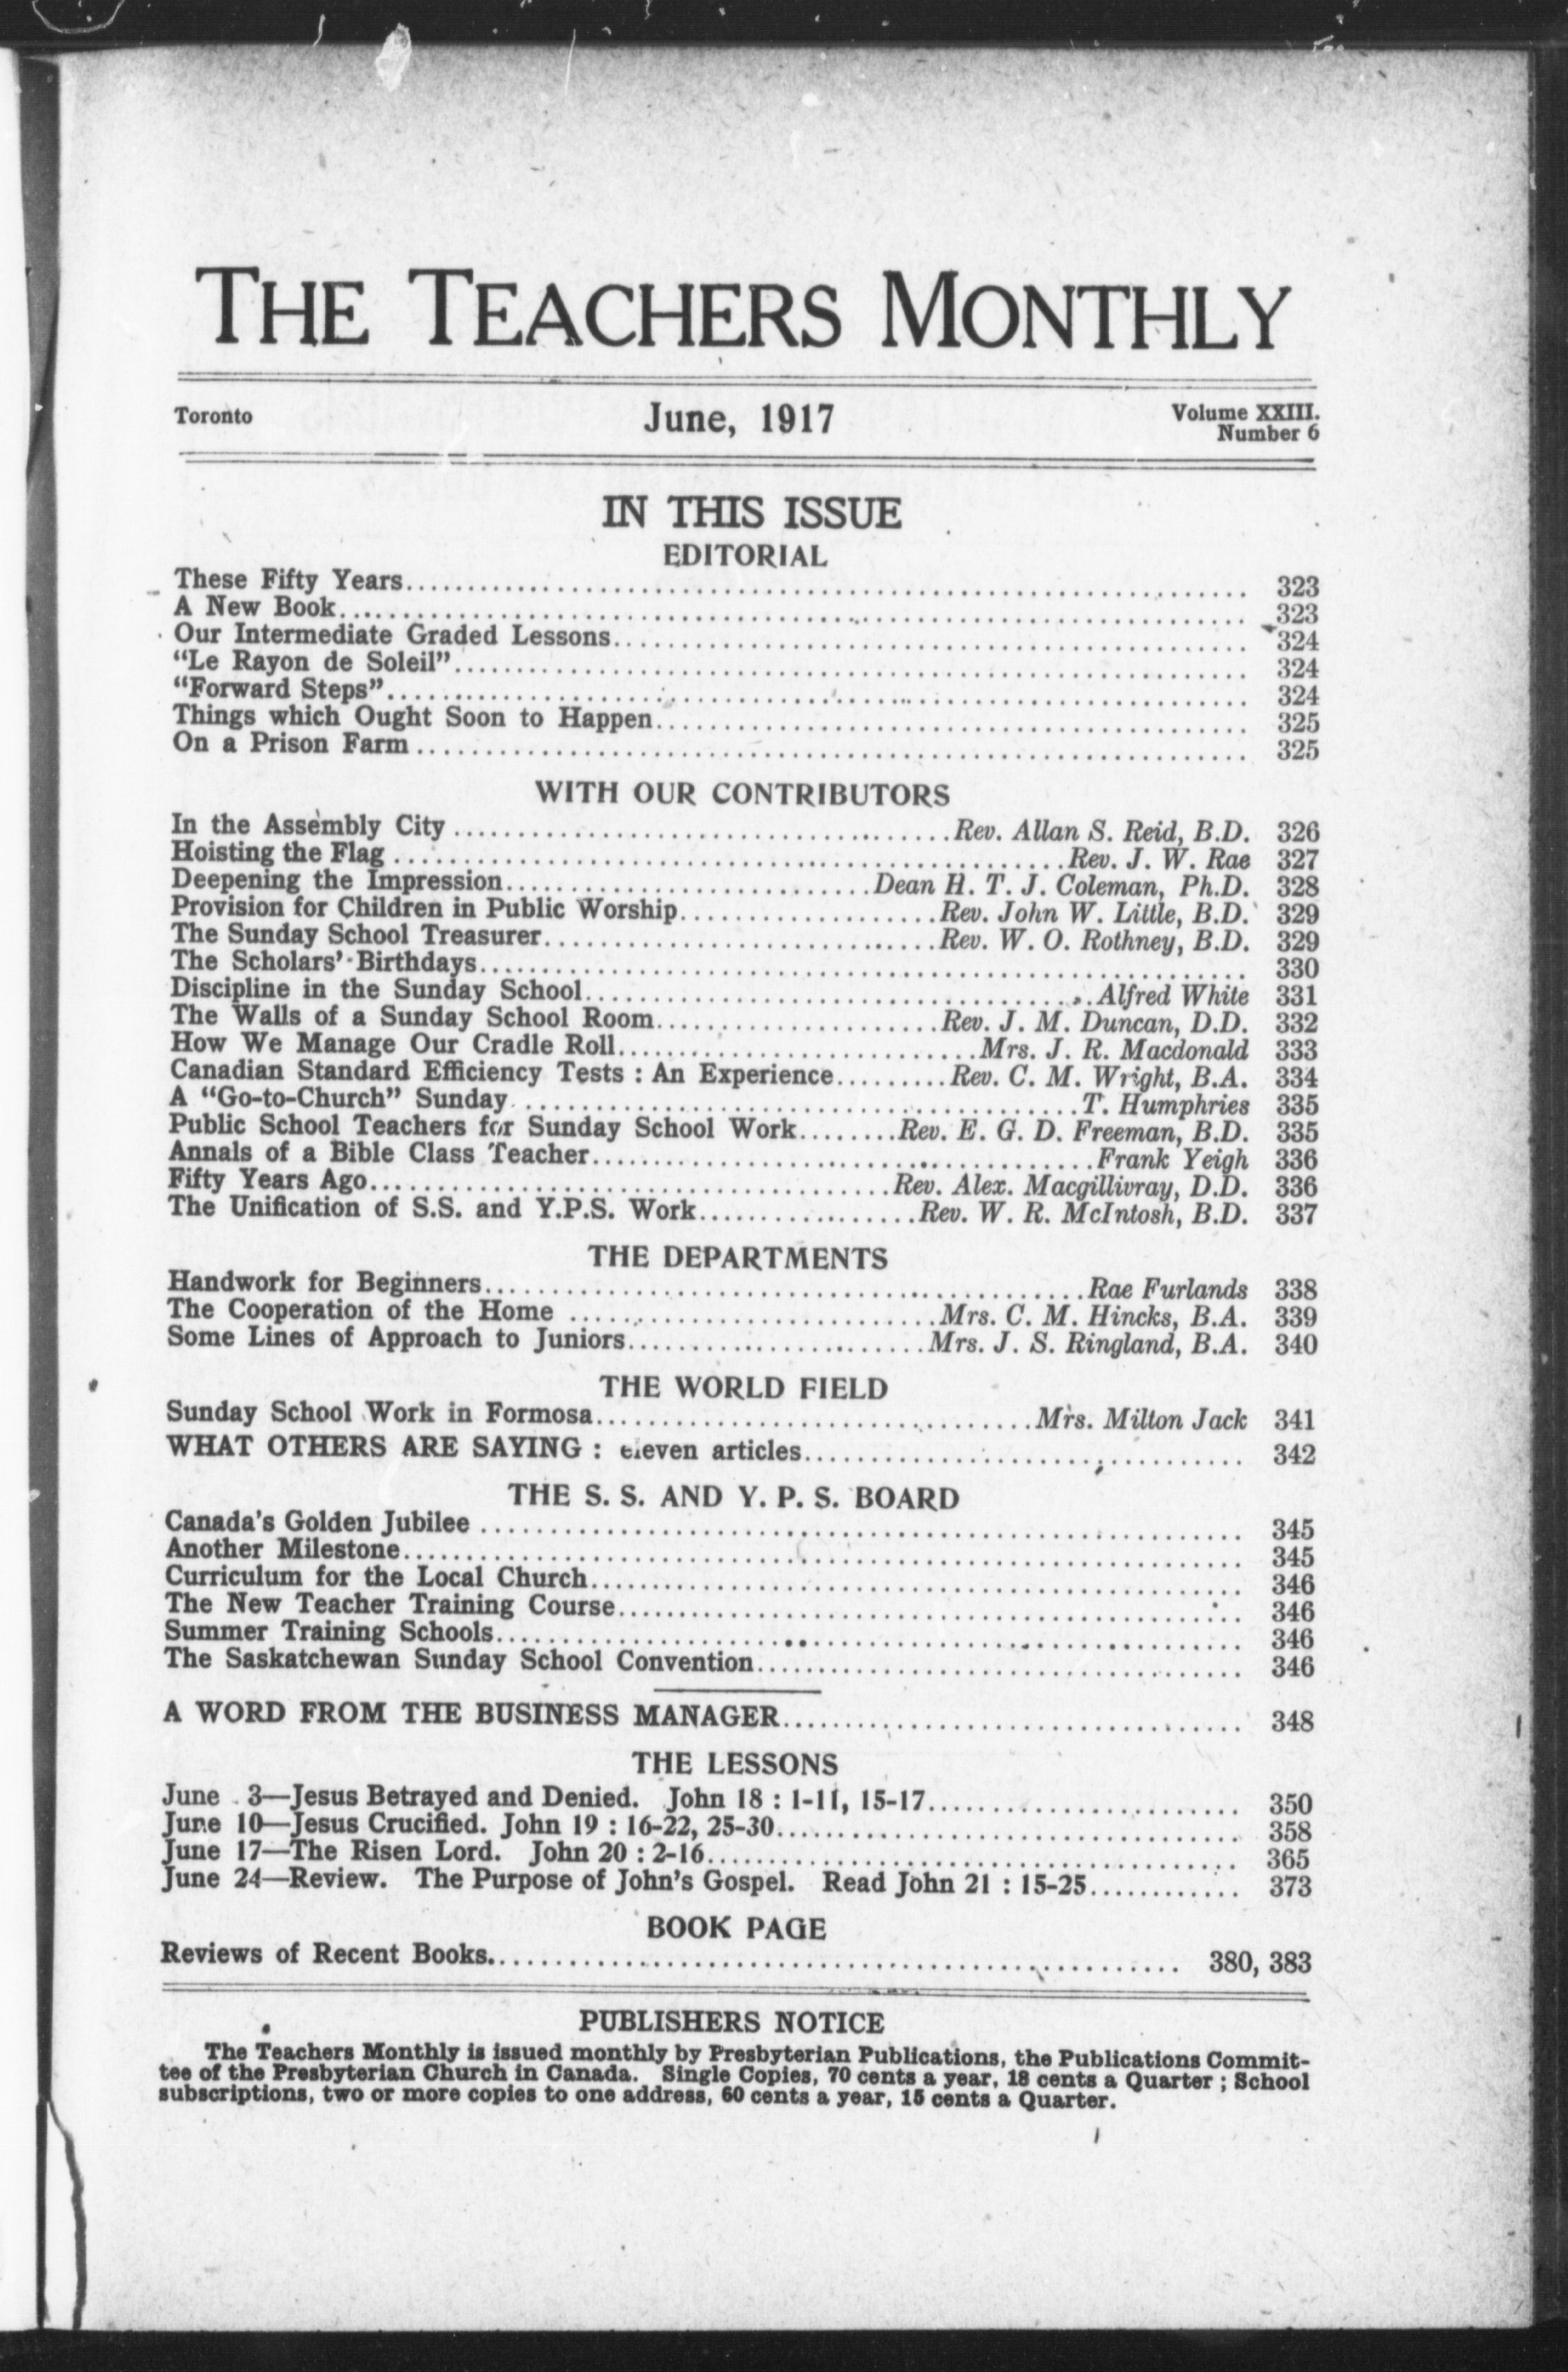 THE TEACHERS MONTHLY
Toronto June, 1917 Volume XXIII.
Number 6
IN THIS ISSUE
EDITORIAL
These Fifty Years........ 323
A New Book........ 323
Our Intermediate Graded Lessons........ 324
"Le Rayon de Soleil"........ 324
"Forward Steps"........ 324
Things which Ought Soon to Happen........ 325
On a Prison Farm........ 325
WITH OUR CONTRIBUTORS
In the Assembly City........Rev. Allan S. Reid, B.D. 326
Hoisting the Flag........Rev. J. W. Rae 327
Deepening the Impression........Dean H. T. J. Coleman, Ph.D. 328
Provision for Children in Public Worship........Rev. John W. Little, B.D. 329
The Sunday School Treasurer........Rev. W. O. Rothney, B.D. 329
The Scholars' Birthdays........ 330
Discipline in the Sunday School........Alfred White 331
The Walls of a Sunday School Room........Rev. J. M. Duncan, D.D. 332
How We Manage Our Cradle Roll........Mrs. J. R. Macdonald 333
Canadian Standard Efficiency Tests : An Experience........Rev. C. M. Wright, B.A. 334
A "Go-to-Church" Sunday........T. Humphries 335
Public School Teachers for Sunday School Work........Rev. E. G. D. Freeman, B.D. 335
Annals of a Bible Class Teacher........Frank Yeigh 336
Fifty Years Ago........Rev. Alex. Macgillivray, D.D. 336
The Unification of S.S. and Y.P.S. Work........Rev. W. R. McIntosh, B.D. 337
THE DEPARTMENTS
Handwork for Beginners........Rae Furlands 338
The Cooperation of the Home........Mrs. C. M. Hincks, B.A. 339
Some Lines of Approach to Juniors........Mrs. J. S. Ringland, B.A. 340
THE WORLD FIELD
Sunday School Work in Formosa........Mrs. Milton Jack 341
WHAT OTHERS ARE SAYING : eleven articles........ 342
THE S. S. AND Y. P. S. BOARD
Canada's Golden Jubilee........ 345
Another Milestone........ 345
Curriculum for the Local Church........ 346
The New Teacher Training Course........ 346
Summer Training Schools........ 346
The Saskatchewan Sunday School Convention........ 346
A WORD FROM THE BUSINESS MANAGER........ 348
THE LESSONS
June 3—Jesus Betrayed and Denied. John 18 : 1-11, 15-17........ 350
June 10—Jesus Crucified. John 19 : 16-22, 25-30........ 358
June 17—The Risen Lord. John 20 : 2-16........ 365
June 24—Review. The Purpose of John's Gospel. Read John 21 : 15-25........ 373
BOOK PAGE
Reviews of Recent Books........ 380, 383
PUBLISHERS NOTICE
The Teachers Monthly is issued monthly by Presbyterian Publications, the Publications Commit-
tee of the Presbyterian Church in Canada. Single Copies, 70 cents a year, 18 cents a Quarter ; School
subscriptions, two or more copies to one address, 60 cents a year, 15 cents a Quarter.